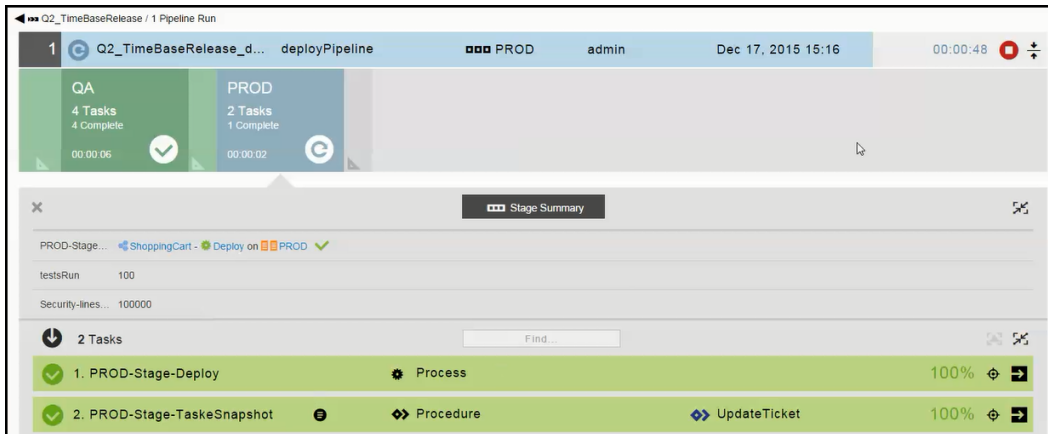 Q2_TimeBaseRelease / 1 Pipeline Run
1 Q2_TimeBaseRelease_d... deployPipeline PROD admin Dec 17, 2015 15:16 00:00:48
QA PROD
4 Tasks 2 Tasks
4 Complete 1 Complete
00:00:06 00:00:02
Stage Summary
PROD-Stage... ShoppingCart - Deploy on PROD
testsRun 100
Security-lines... 100000
2 Tasks Find...
1. PROD-Stage-Deploy Process 100%
2. PROD-Stage-TaskeSnapshot Procedure UpdateTicket 100%